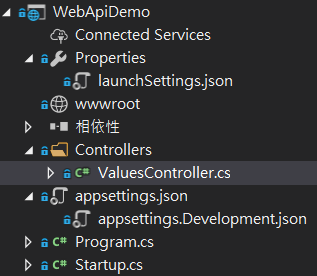 WebApiDemo
Connected Services
Properties
launchSettings.json
wwwroot
相依性
Controllers
ValuesController.cs
appsettings.json
appsettings.Development.json
Program.cs
Startup.cs